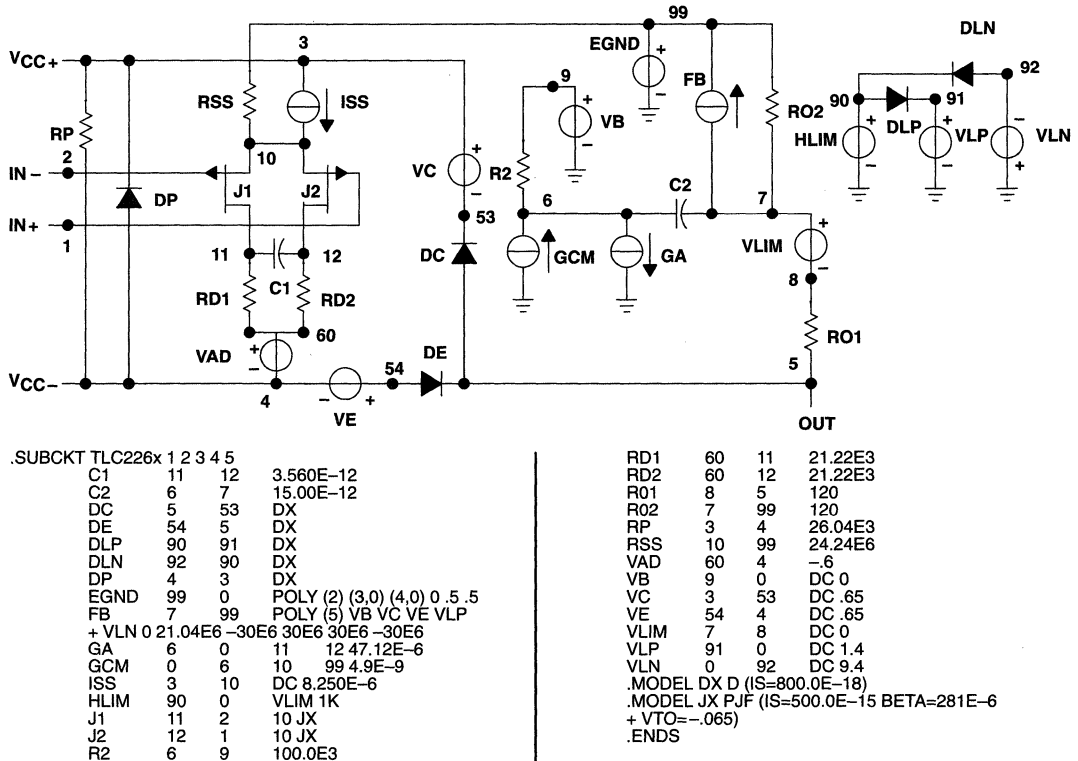 99
DLN
3
EGND
+
VCC+
9
FB
92
RSS
ISS
+
90
91
RP
VB
RO2
HLIM
DLP
VLP
VLN
2
10
IN –
J1
J2
VC
R2
C2
DP
6
7
IN+
53
1
11
12
DC
GCM
GA
VLIM
C1
8
RD1
RD2
60
RO1
VAD
DE
5
54
VCC–
4
VE
OUT
.SUBCKT TLC226x 1 2 3 4 5
C1 11 12 3.560E–12
C2 6 7 15.00E–12
DC 5 53 DX
DE 54 5 DX
DLP 90 91 DX
DLN 92 90 DX
DP 4 3 DX
EGND 99 0 POLY (2) (3,0) (4,0) 0 .5 .5
FB 7 99 POLY (5) VB VC VE VLP
+ VLN 0 21.04E6 –30E6 30E6 30E6 –30E6
GA 6 0 11 12 47.12E–6
GCM 0 6 10 99 4.9E–9
ISS 3 10 DC 8.250E–6
HLIM 90 0 VLIM 1K
J1 11 2 10 JX
J2 12 1 10 JX
R2 6 9 100.0E3
RD1 60 11 21.22E3
RD2 60 12 21.22E3
R01 8 5 120
R02 7 99 120
RP 3 4 26.04E3
RSS 10 99 24.24E6
VAD 60 4 –.6
VB 9 0 DC 0
VC 3 53 DC .65
VE 54 4 DC .65
VLIM 7 8 DC 0
VLP 91 0 DC 1.4
VLN 0 92 DC 9.4
.MODEL DX D (IS=800.0E–18)
.MODEL JX PJF (IS=500.0E–15 BETA=281E–6
+ VTO=–.065)
.ENDS